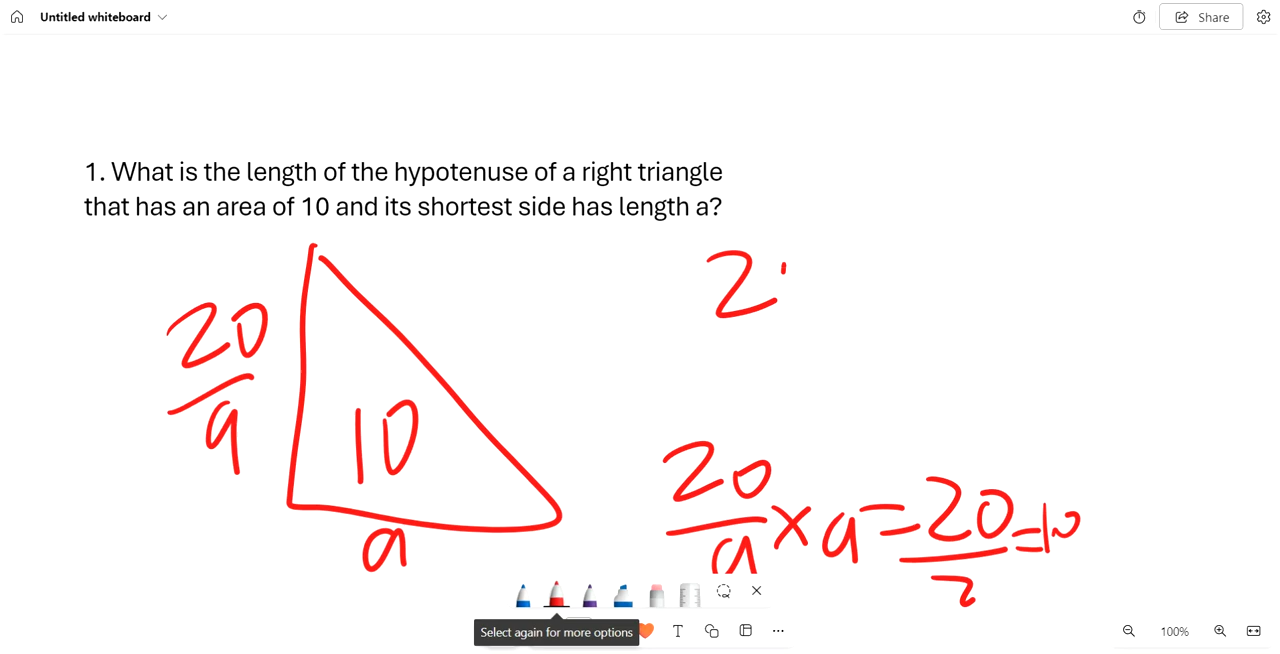 Untitled whiteboard
Share
1. What is the length of the hypotenuse of a right triangle
that has an area of 10 and its shortest side has length a?
20
a
10
a
2
20
a
× a = 20
2
= 10
Select again for more options
T
100%